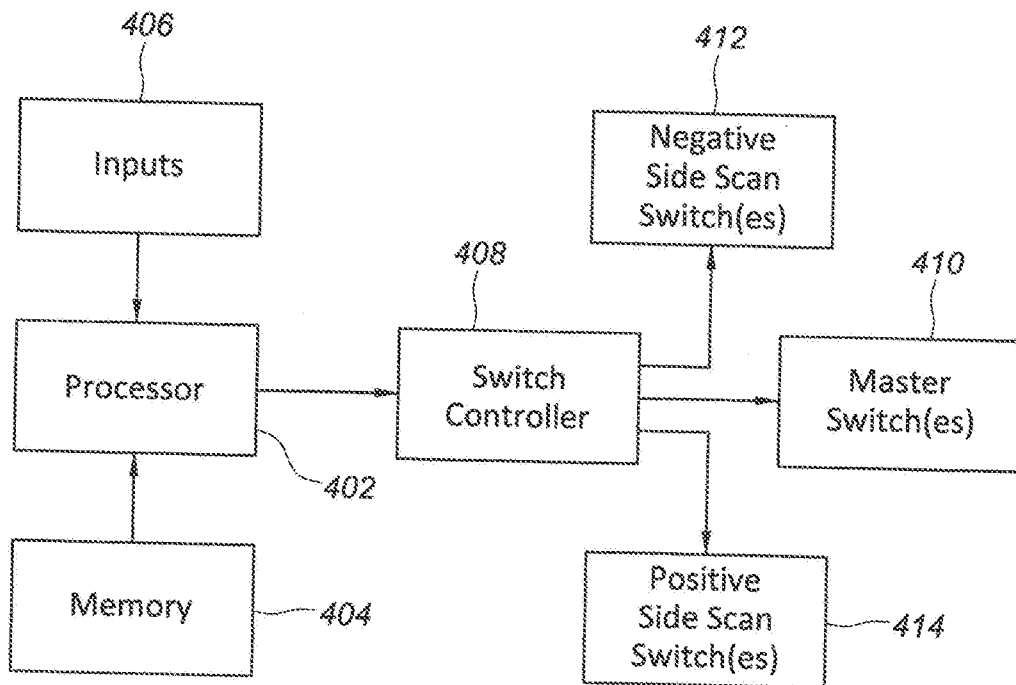 406
Inputs
412
Negative
Side Scan
Switch(es)
408
Switch
Controller
410
Master
Switch(es)
Processor
402
Memory
404
Positive
Side Scan
Switch(es)
414